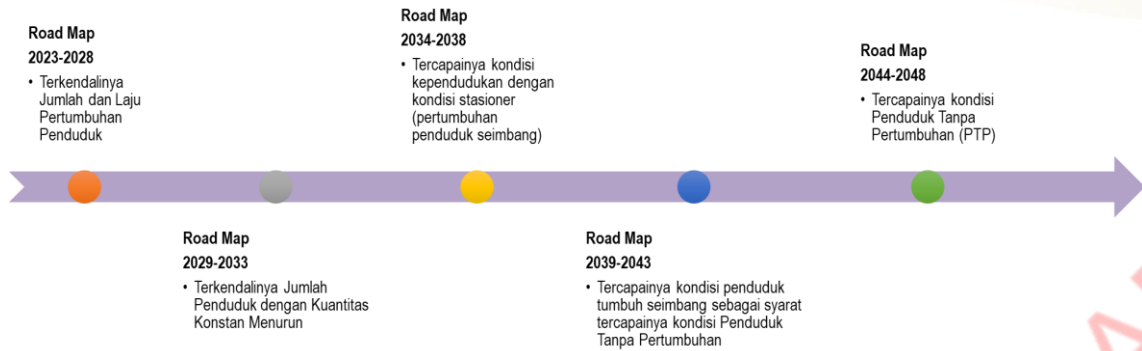 Road Map
2023-2028
• Terkendalinya
Jumlah dan Laju
Pertumbuhan
Penduduk
Road Map
2029-2033
• Terkendalinya Jumlah
Penduduk dengan Kuantitas
Konstan Menurun
Road Map
2034-2038
• Tercapainya kondisi
kependudukan dengan
kondisi stasioner
(pertumbuhan
penduduk seimbang)
Road Map
2039-2043
• Tercapainya kondisi penduduk
tumbuh seimbang sebagai syarat
tercapainya kondisi Penduduk
Tanpa Pertumbuhan
Road Map
2044-2048
• Tercapainya kondisi
Penduduk Tanpa
Pertumbuhan (PTP)